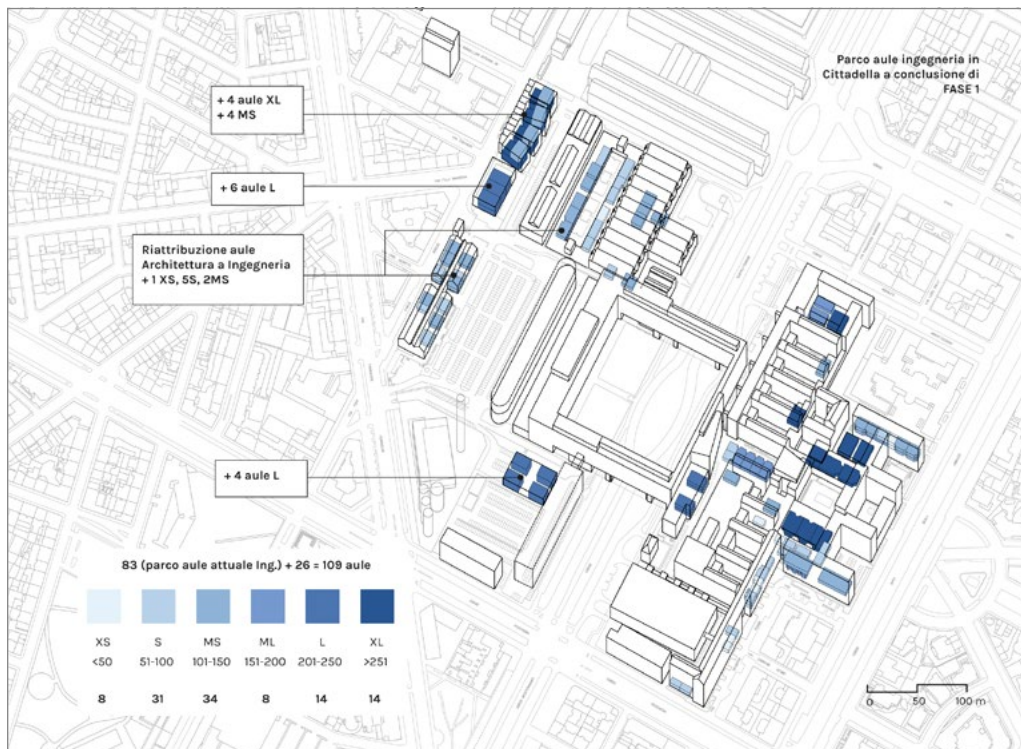 Parco aule ingegneria in
Cittadella a conclusione di
FASE 1
+ 4 aule XL
+ 4 MS
+ 6 aule L
Riattribuzione aule
Architettura a Ingegneria
+ 1 XS, 5S, 2MS
+ 4 aule L
83 (parco aule attuale Ing.) + 26 = 109 aule
XS S MS ML L XL
<50 51-100 101-150 151-200 201-250 >251
8 31 34 8 14 14
0 50 100 m